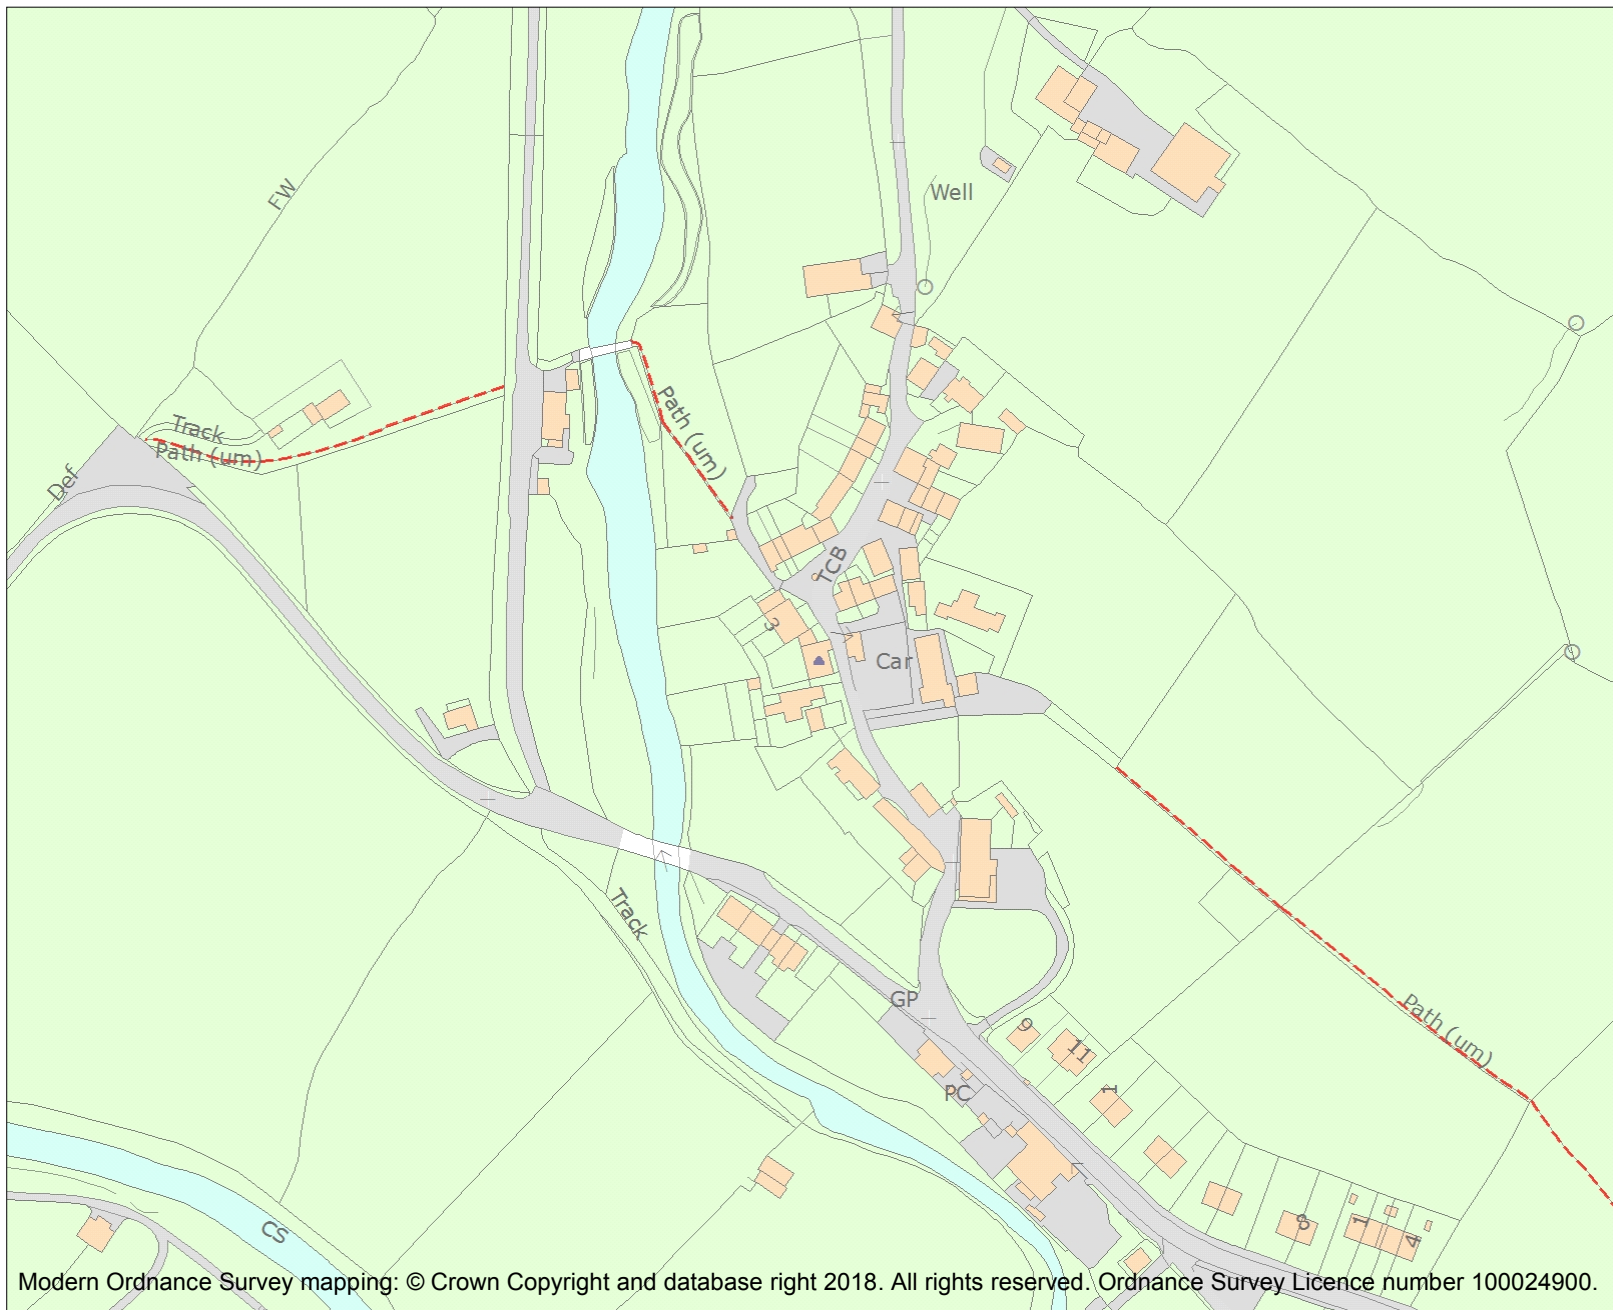 FW
Well
Track
Path (um)
Path (um)
Def
TCB
3
Car
Track
GP
9
11
Path (um)
PC
1
8
1
4
CS
Modern Ordnance Survey mapping: © Crown Copyright and database right 2018. All rights reserved. Ordnance Survey Licence number 100024900.